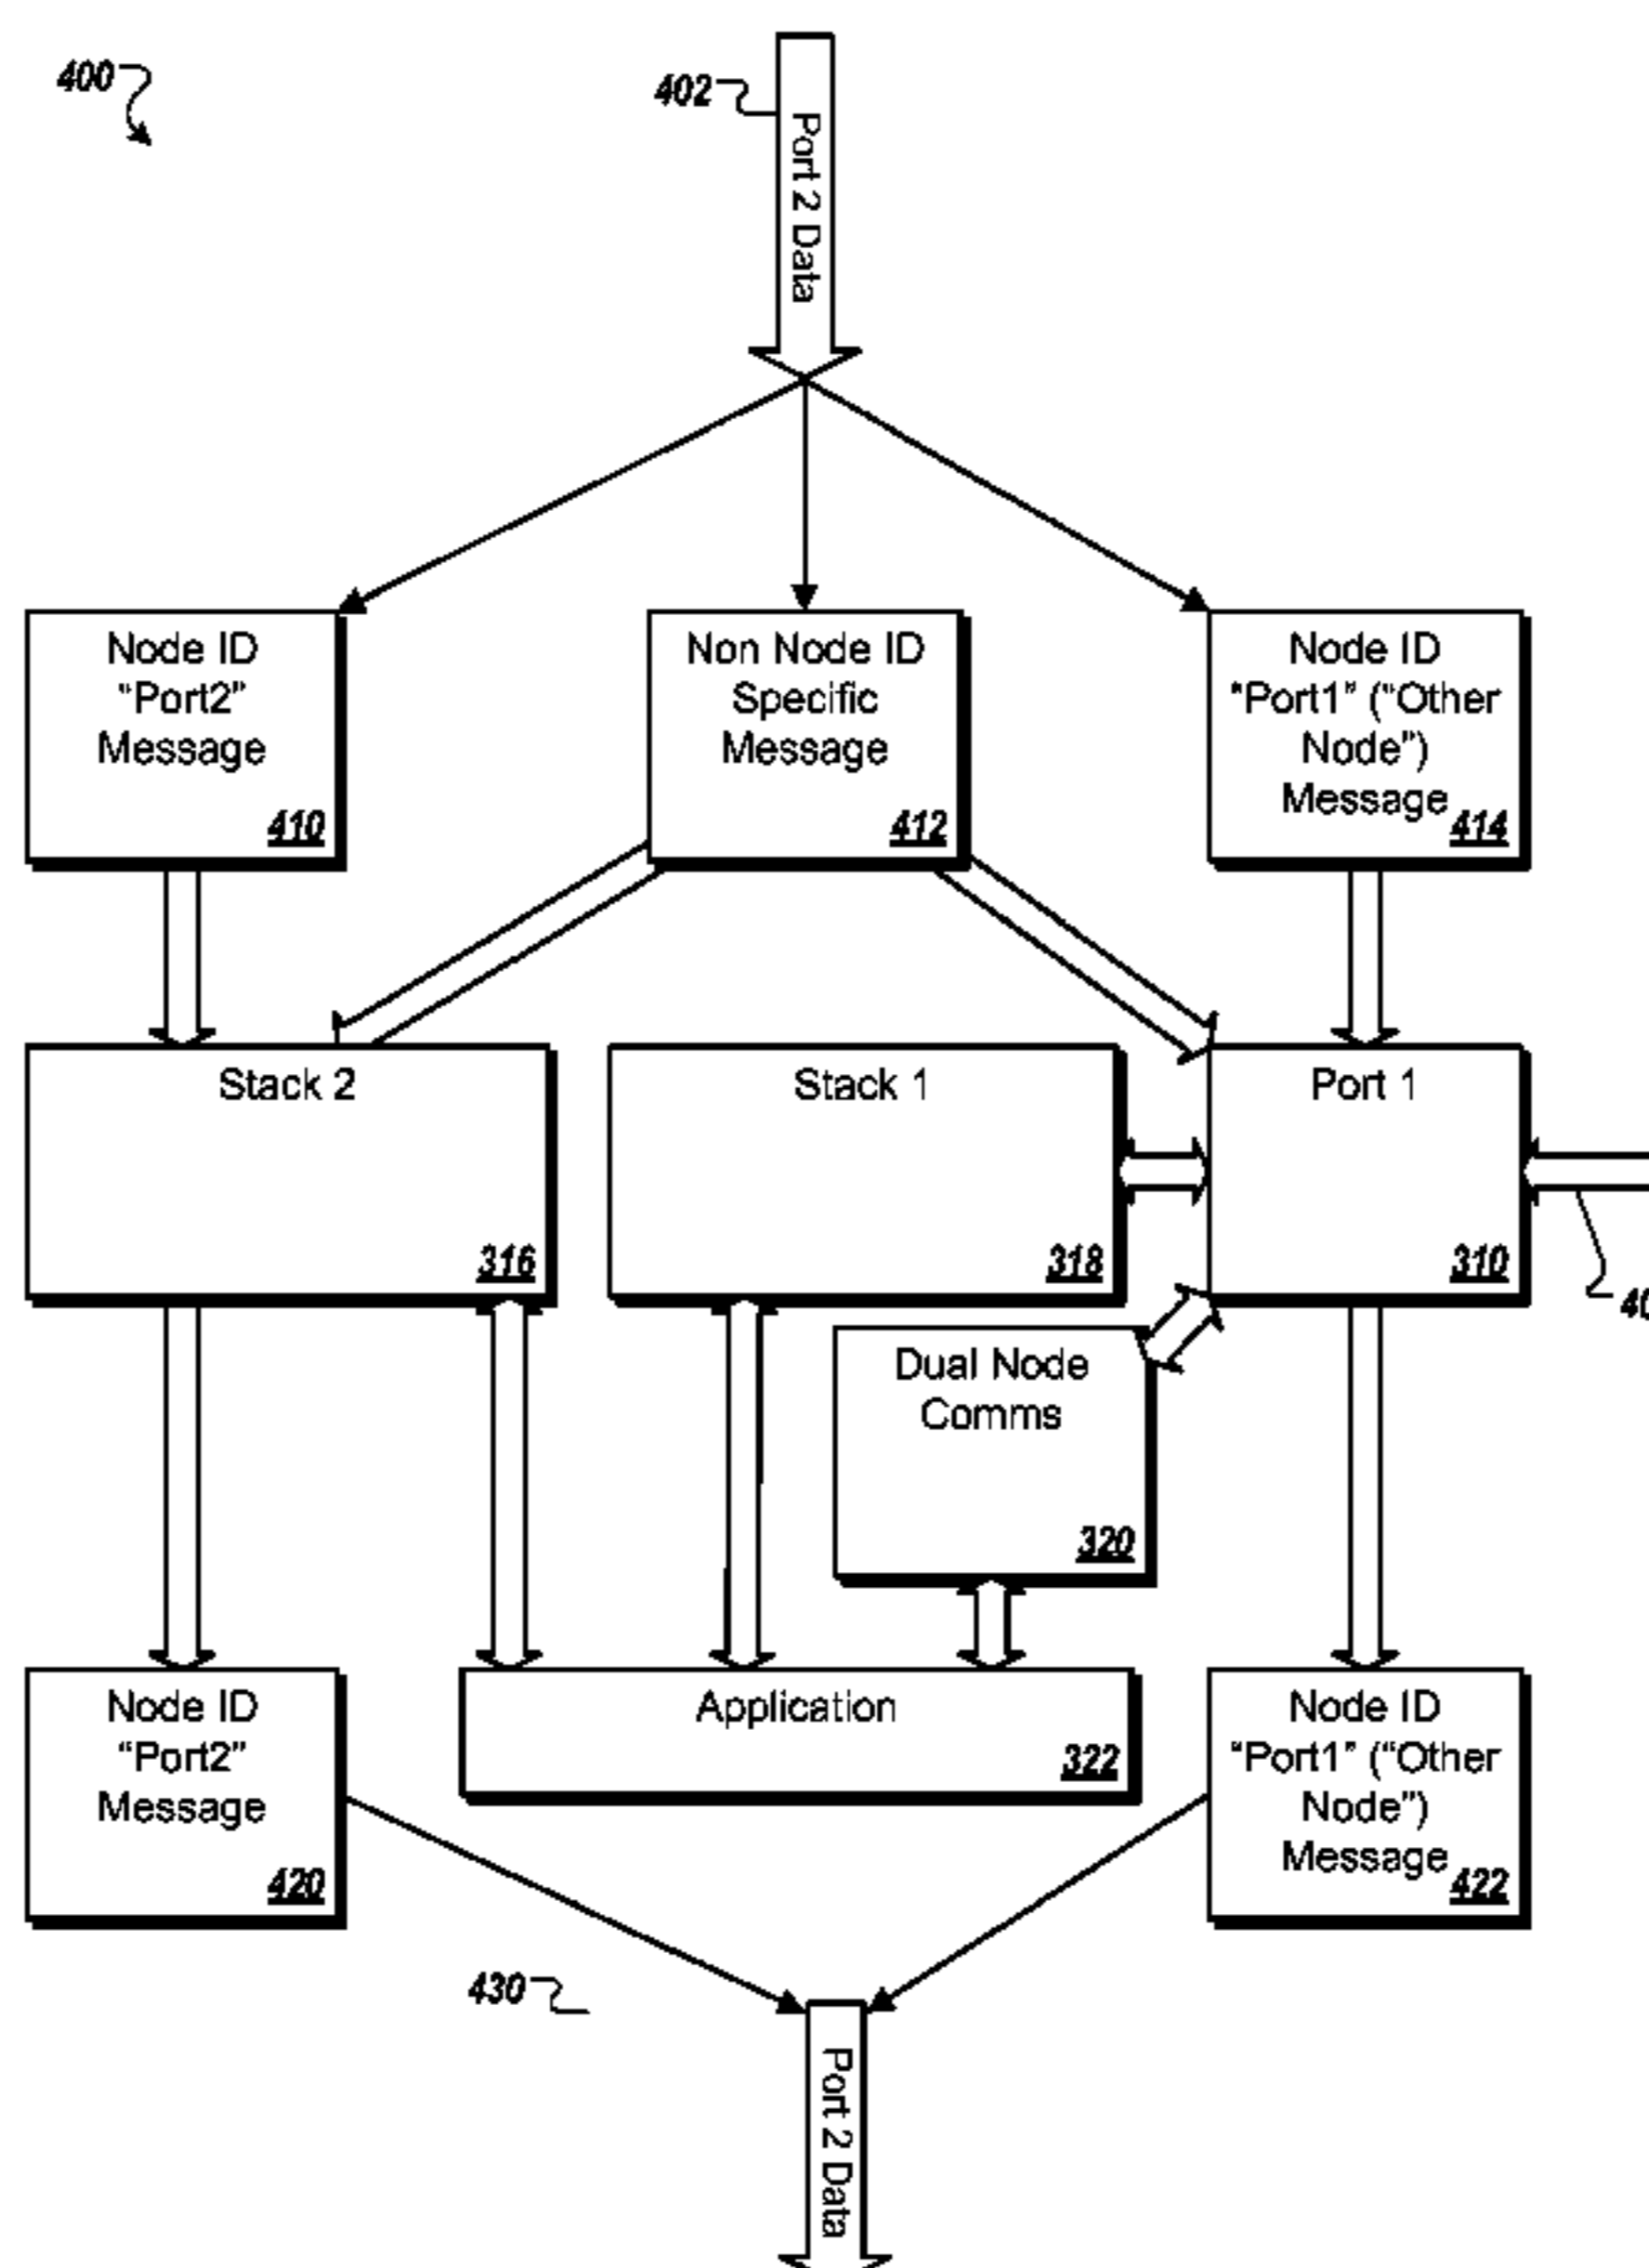 400
402
Port 2 Data
Node ID
"Port2"
Message
410
Non Node ID
Specific
Message
412
Node ID
"Port1" ("Other
Node")
Message
414
Stack 2
316
Stack 1
318
Port 1
310
Dual Node
Comms
320
Node ID
"Port2"
Message
420
Application
322
Node ID
"Port1" ("Other
Node")
Message
422
430
Port 2 Data